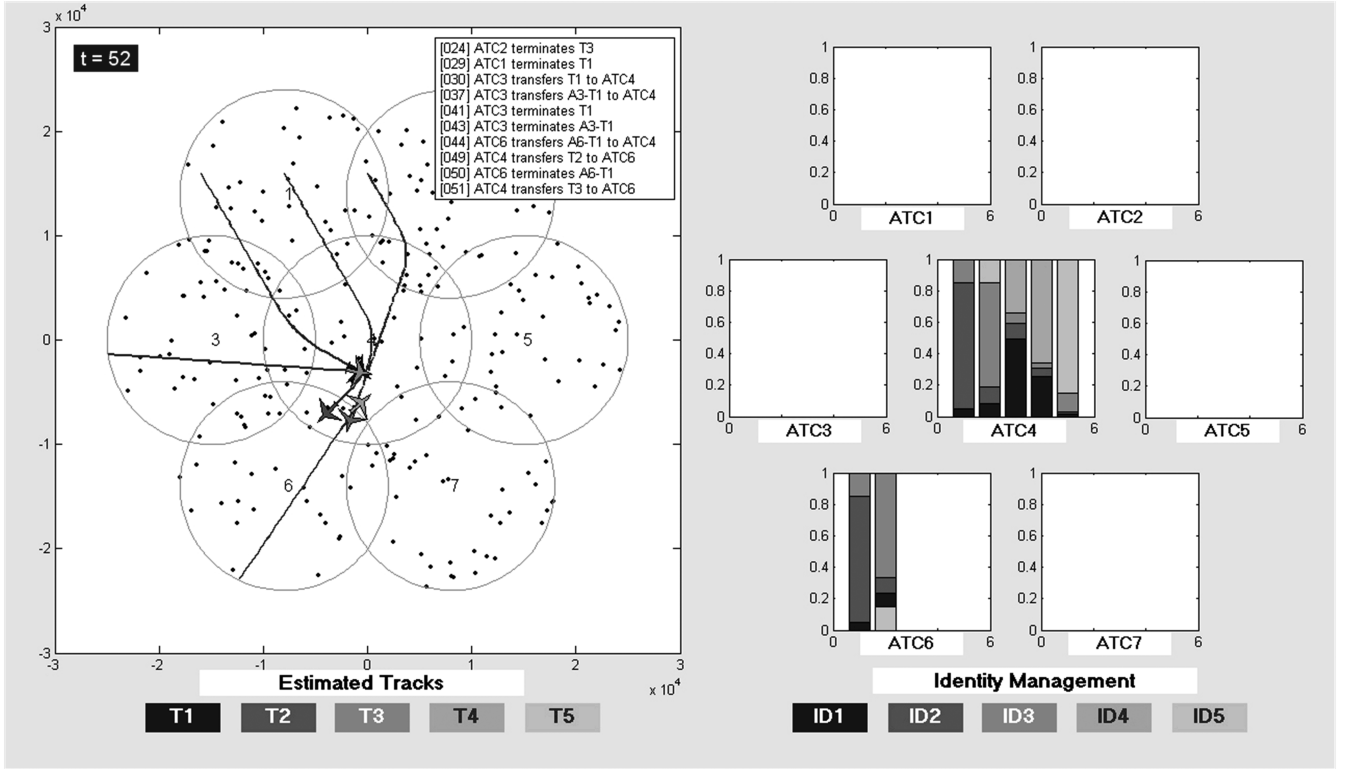 x 10^4
t = 52
[024] ATC2 terminates T3
[029] ATC1 terminates T1
[030] ATC3 transfers T1 to ATC4
[037] ATC3 transfers A3-T1 to ATC4
[041] ATC3 terminates T1
[043] ATC3 terminates A3-T1
[044] ATC6 transfers A6-T1 to ATC4
[049] ATC4 transfers T2 to ATC6
[050] ATC6 terminates A6-T1
[051] ATC4 transfers T3 to ATC6
3
2
1
0
-1
-2
-3
1
3
5
6
7
-3 -2 -1 0 1 2 3
x 10^4
Estimated Tracks
T1 T2 T3 T4 T5
1
0.8
0.6
0.4
0.2
0
0 ATC1 6
1
0.8
0.6
0.4
0.2
0
0 ATC2 6
1
0.8
0.6
0.4
0.2
0
0 ATC3 6
1
0.8
0.6
0.4
0.2
0
0 ATC4 6
1
0.8
0.6
0.4
0.2
0
0 ATC5 6
1
0.8
0.6
0.4
0.2
0
0 ATC6 6
1
0.8
0.6
0.4
0.2
0
0 ATC7 6
Identity Management
ID1 ID2 ID3 ID4 ID5